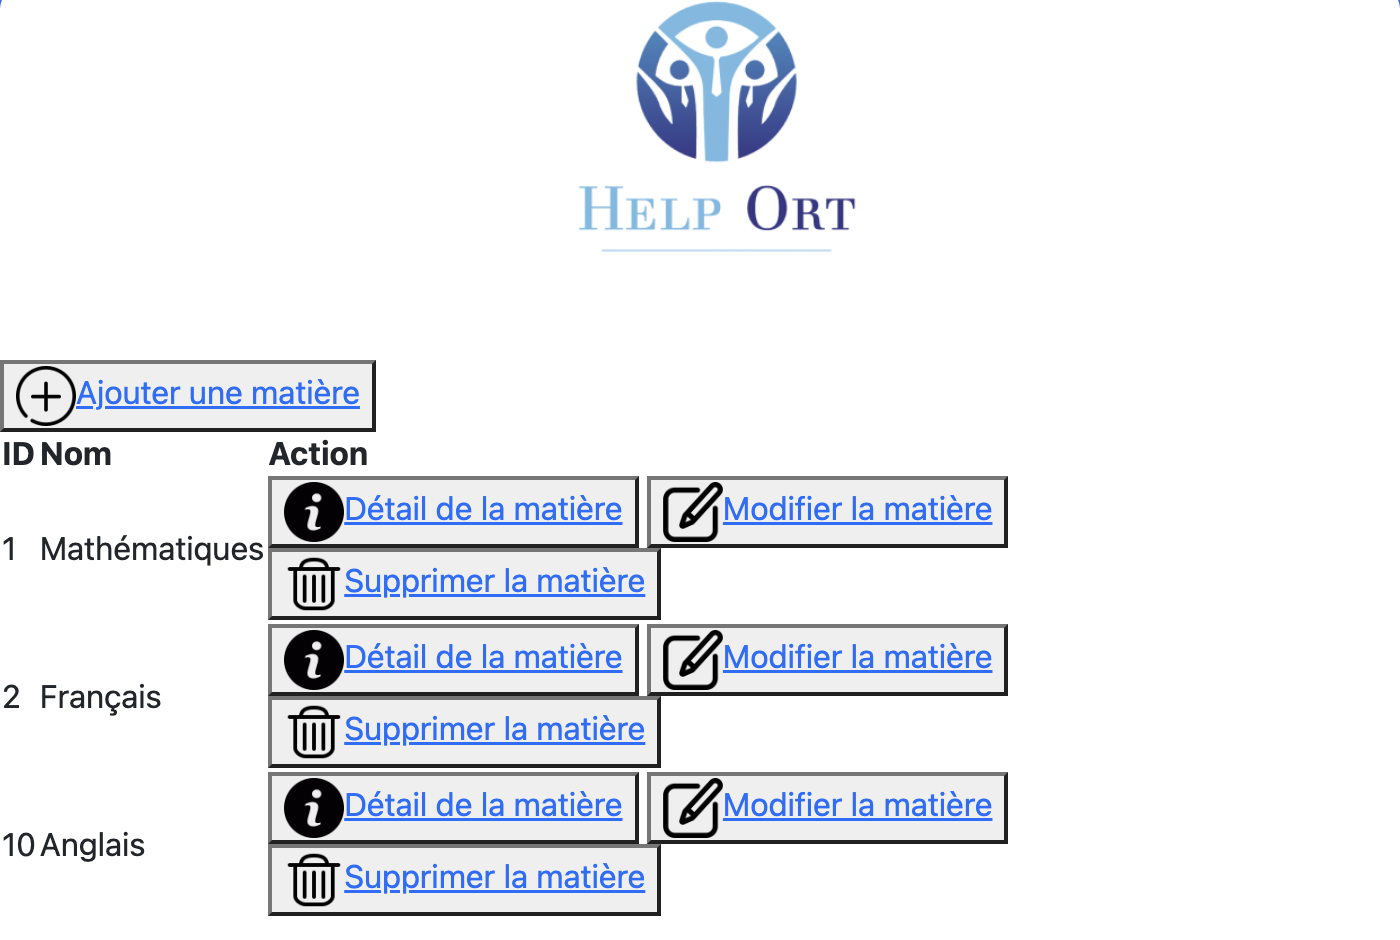 HELP ORT
Ajouter une matière
ID Nom Action
Détail de la matière Modifier la matière
1 Mathématiques
Supprimer la matière
Détail de la matière Modifier la matière
2 Français
Supprimer la matière
Détail de la matière Modifier la matière
10 Anglais
Supprimer la matière